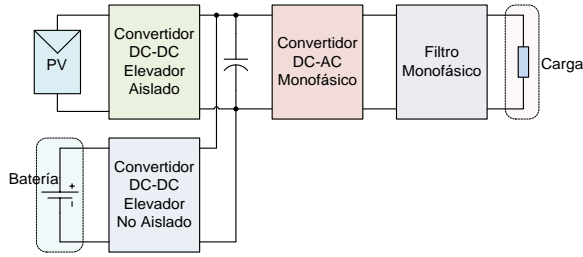 PV
Convertidor
DC-DC
Elevador
Aislado
Convertidor
DC-AC
Monofásico
Filtro
Monofásico
Carga
Batería
+
Convertidor
DC-DC
Elevador
No Aislado